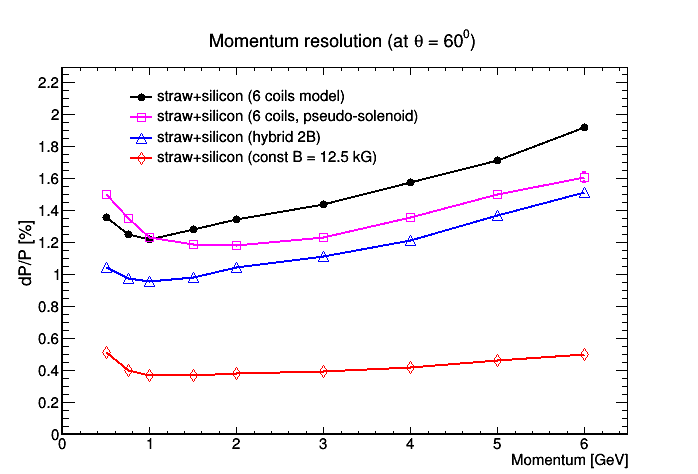 Momentum resolution (at θ = 60⁰)
straw+silicon (6 coils model)
straw+silicon (6 coils, pseudo-solenoid)
straw+silicon (hybrid 2B)
straw+silicon (const B = 12.5 kG)
dP/P [%]
2.2
2
1.8
1.6
1.4
1.2
1
0.8
0.6
0.4
0.2
0
0 1 2 3 4 5 6
Momentum [GeV]